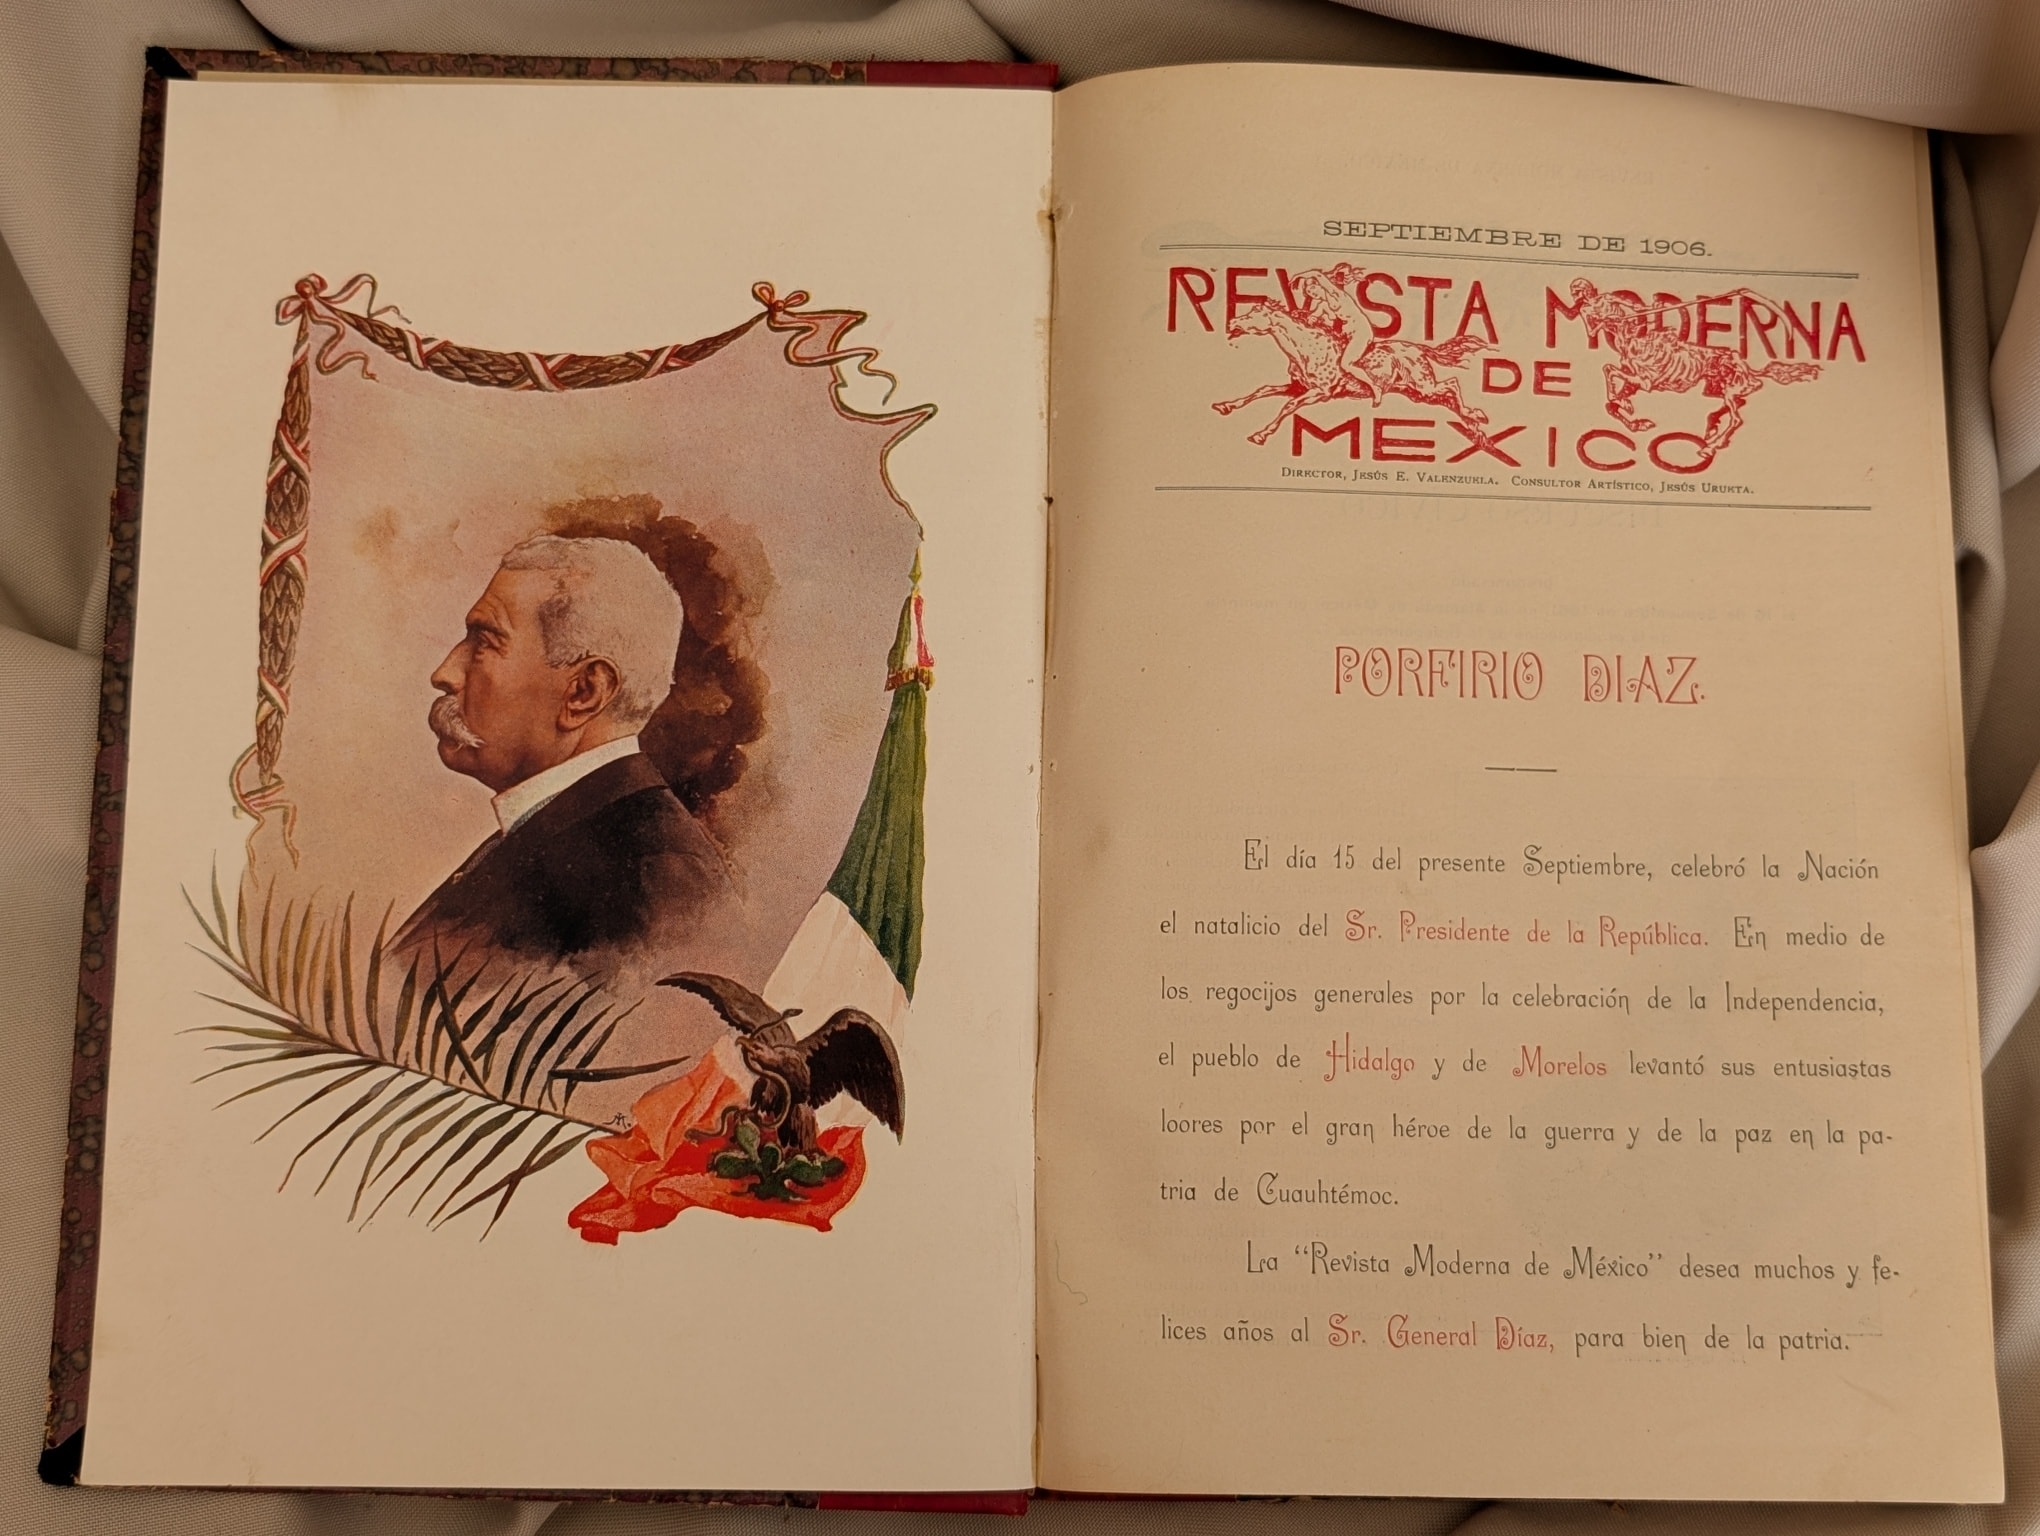 SEPTIEMBRE DE 1906.
REVISTA MODERNA
DE
MEXICO
DIRECTOR, JESÚS E. VALENZUELA. CONSULTOR ARTÍSTICO, JESÚS URUETA.
PORFIRIO DIAZ.
El día 15 del presente Septiembre, celebró la Nación
el natalicio del Sr. Presidente de la República. En medio de
los regocijos generales por la celebración de la Independencia,
el pueblo de Hidalgo y de Morelos levantó sus entusiastas
loores por el gran héroe de la guerra y de la paz en la pa-
tria de Cuauhtémoc.
La “Revista Moderna de México” desea muchos y fe-
lices años al Sr. General Díaz, para bien de la patria.